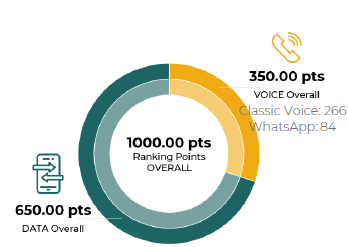 350.00 pts
VOICE Overall
Classic Voice: 266
WhatsApp: 84
1000.00 pts
Ranking Points
OVERALL
650.00 pts
DATA Overall